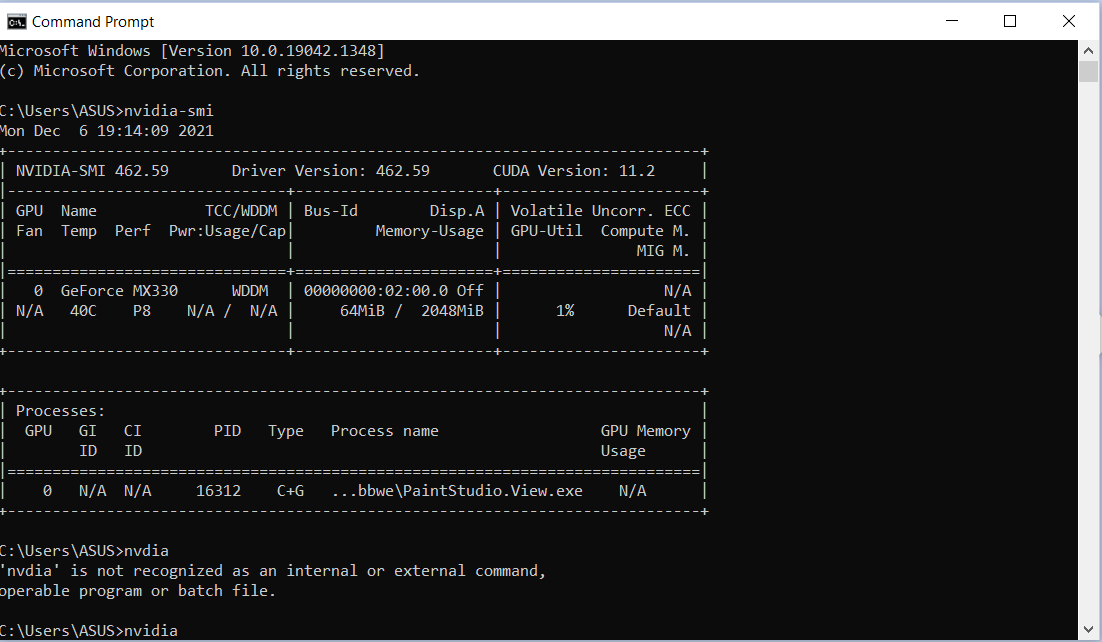 Command Prompt
Microsoft Windows [Version 10.0.19042.1348]
(c) Microsoft Corporation. All rights reserved.
C:\Users\ASUS>nvidia-smi
Mon Dec  6 19:14:09 2021
+-----------------------------------------------------------------------------+
| NVIDIA-SMI 462.59       Driver Version: 462.59       CUDA Version: 11.2     |
|-------------------------------+----------------------+----------------------+
| GPU  Name            TCC/WDDM | Bus-Id        Disp.A | Volatile Uncorr. ECC |
| Fan  Temp  Perf  Pwr:Usage/Cap|         Memory-Usage | GPU-Util  Compute M. |
|                               |                      |               MIG M. |
|===============================+======================+======================|
|   0  GeForce MX330      WDDM  | 00000000:02:00.0 Off |                  N/A |
| N/A   40C    P8    N/A /  N/A |     64MiB /  2048MiB |      1%      Default |
|                               |                      |                  N/A |
+-------------------------------+----------------------+----------------------+
+-----------------------------------------------------------------------------+
| Processes:                                                                  |
|  GPU   GI   CI        PID   Type   Process name                  GPU Memory |
|        ID   ID                                                   Usage      |
|=============================================================================|
|    0   N/A  N/A     16312    C+G   ...bbwe\PaintStudio.View.exe    N/A      |
+-----------------------------------------------------------------------------+
C:\Users\ASUS>nvdia
'nvdia' is not recognized as an internal or external command,
operable program or batch file.
C:\Users\ASUS>nvidia